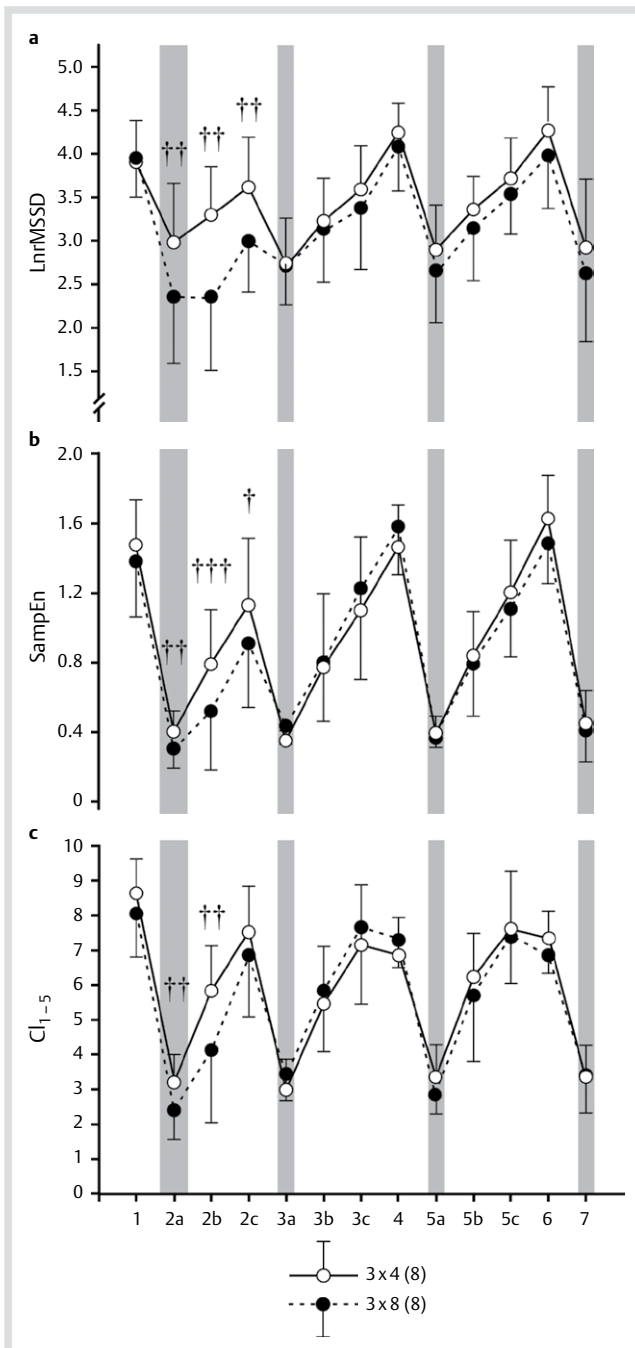 a
5.0
4.5
4.0
3.5
3.0
2.5
2.0
1.5
LnrMSSD
†† †† ††
b
2.0
1.6
1.2
0.8
0.4
0
SampEn
†† ††† †
c
10
9
8
7
6
5
4
3
2
1
0
CI1–5
†† ††
1 2a 2b 2c 3a 3b 3c 4 5a 5b 5c 6 7
3 x 4 (8)
3 x 8 (8)